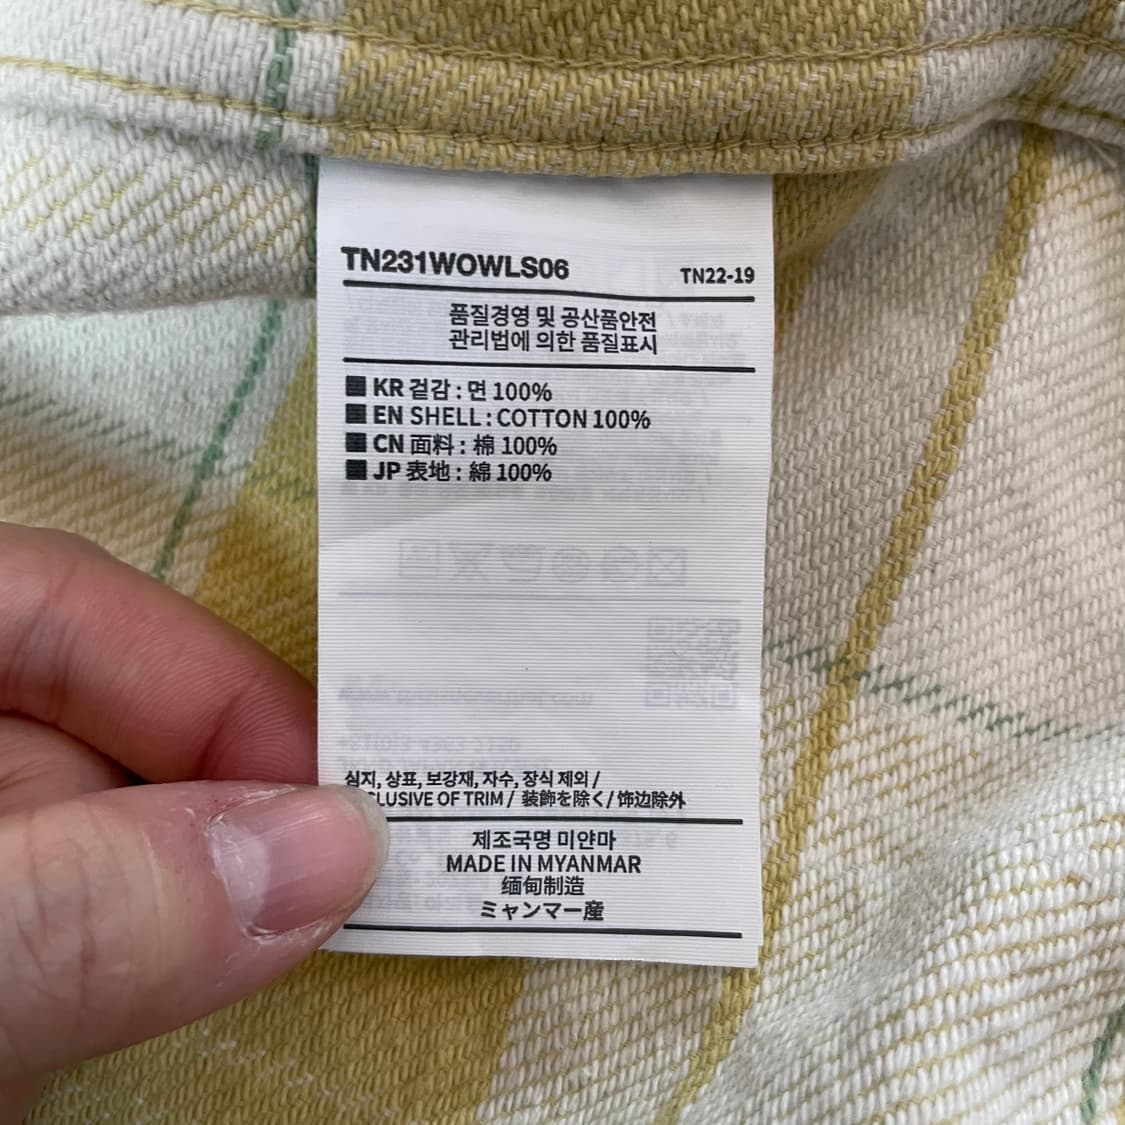 TN231WOWLS06
TN22-19
품질경영 및 공산품안전
관리법에 의한 품질표시
KR 겉감 : 면 100%
EN SHELL : COTTON 100%
CN 面料 : 棉 100%
JP 表地 : 綿 100%
심지, 상표, 보강재, 자수, 장식 제외 /
CLUSIVE OF TRIM / 装飾を除く / 饰边除外
제조국명 미얀마
MADE IN MYANMAR
缅甸制造
ミャンマー産